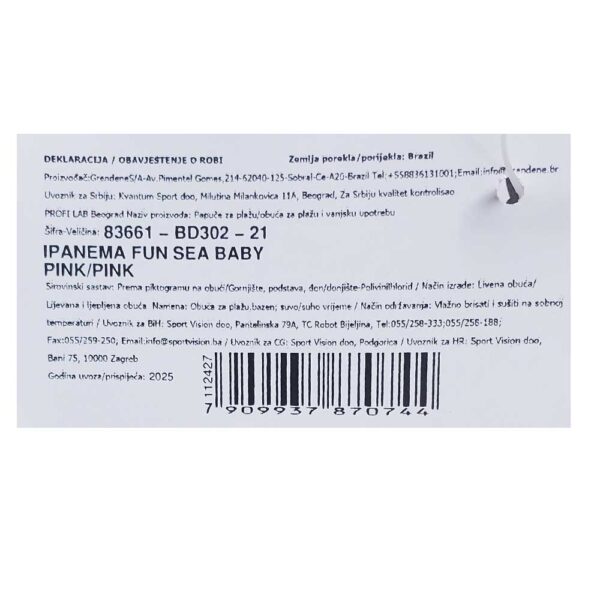 DEKLARACIJA / OBAVJEŠTENJE O ROBI Zemlja porekla/porijekla: Brazil
Proizvođač:GrendeneS/A-Av.Pimentel Gomes,214-62040-125-Sobral-Ce-A20-Brazil Tel:+558836131001;Email:info@grendene.br
Uvoznik za Srbiju: Kvantum Sport doo, Milutina Milankovica 11A, Beograd, Za Srbiju kvalitet kontrolisao
PROFI LAB Beograd Naziv proizvoda: Papuče za plažu/obuća za plažu i vanjsku upotrebu
Šifra-Veličina: 83661 - BD302 - 21
IPANEMA FUN SEA BABY
PINK/PINK
Sirovinski sastav: Prema piktogramu na obući/Gornjište, podstava, đon/donjište-Polivinilhlorid / Način izrade: Livena obuća/
Lijevana i lijepljena obuća Namena: Obuća za plažu,bazen; suvo/suho vrijeme / Način održavanja: Vlažno brisati i sušiti na sobnoj
temperaturi / Uvoznik za BiH: Sport Vision doo, Pantelinska 79A, TC Robot Bijeljina, Tel:055/258-333;055/256-188;
Fax:055/259-250, Email.info@sportvision.ba / Uvoznik za CG: Sport Vision doo, Podgorica / Uvoznik za HR: Sport Vision doo,
Bani 75, 10000 Zagreb
Godina uvoza/prispijeća: 2025
7112427
7 909937 870744